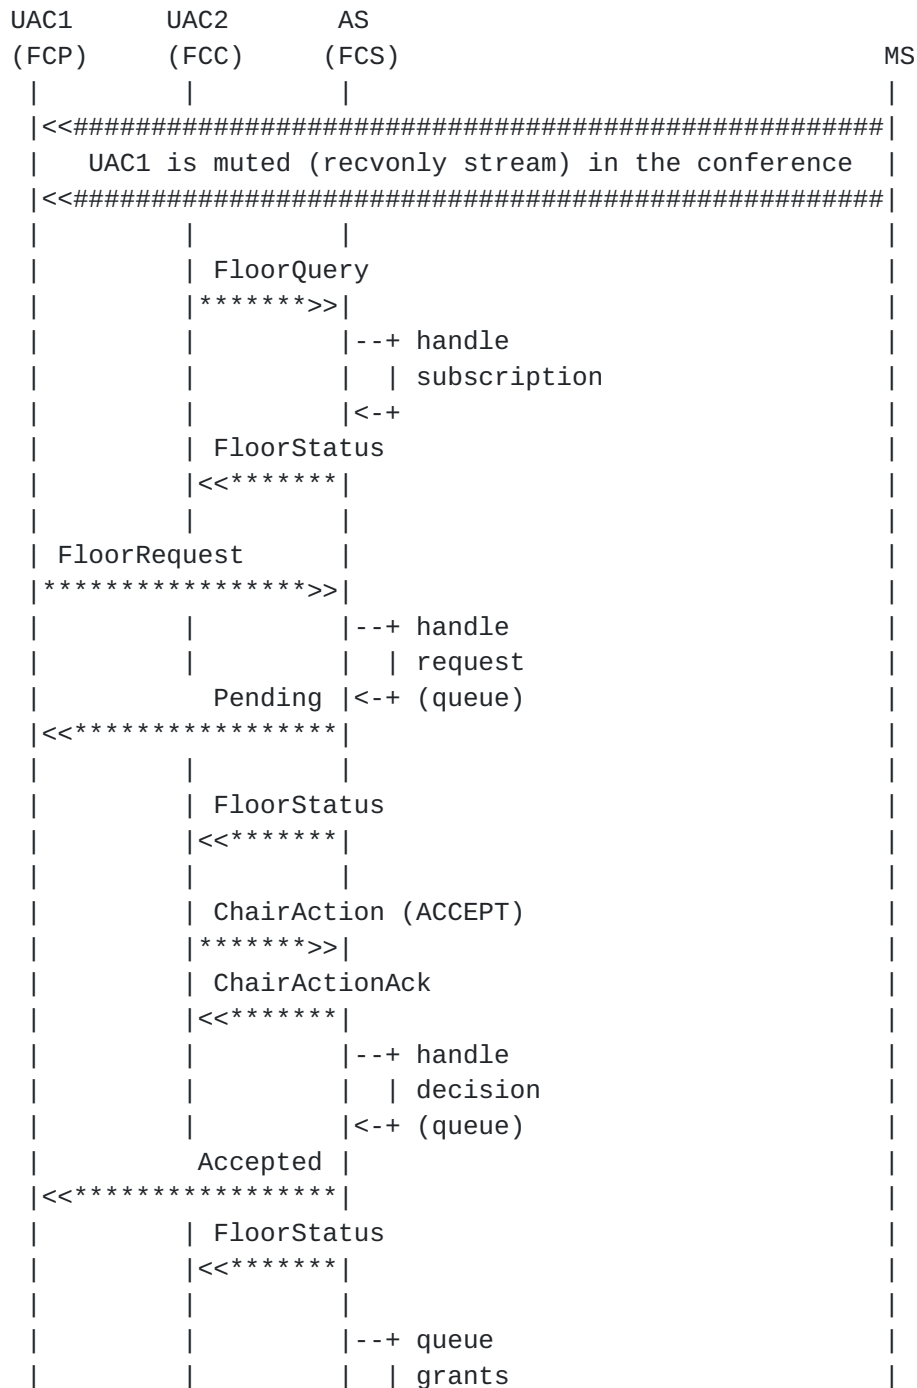 UAC1      UAC2       AS
(FCP)     (FCC)     (FCS)                               MS
 |         |         |                                  |
 |<<####################################################|
 |   UAC1 is muted (recvonly stream) in the conference  |
 |<<####################################################|
 |         |         |                                  |
 |         | FloorQuery                                 |
 |         |*******>>|                                  |
 |         |         |--+ handle                        |
 |         |         |  | subscription                  |
 |         |         |<-+                               |
 |         | FloorStatus                                |
 |         |<<*******|                                  |
 |         |         |                                  |
 | FloorRequest      |                                  |
 |*****************>>|                                  |
 |         |         |--+ handle                        |
 |         |         |  | request                       |
 |           Pending |<-+ (queue)                       |
 |<<*****************|                                  |
 |         |         |                                  |
 |         | FloorStatus                                |
 |         |<<*******|                                  |
 |         |         |                                  |
 |         | ChairAction (ACCEPT)                       |
 |         |*******>>|                                  |
 |         | ChairActionAck                             |
 |         |<<*******|                                  |
 |         |         |--+ handle                        |
 |         |         |  | decision                      |
 |         |         |<-+ (queue)                       |
 |          Accepted |                                  |
 |<<*****************|                                  |
 |         | FloorStatus                                |
 |         |<<*******|                                  |
 |         |         |                                  |
 |         |         |--+ queue                         |
 |         |         |  | grants                        |